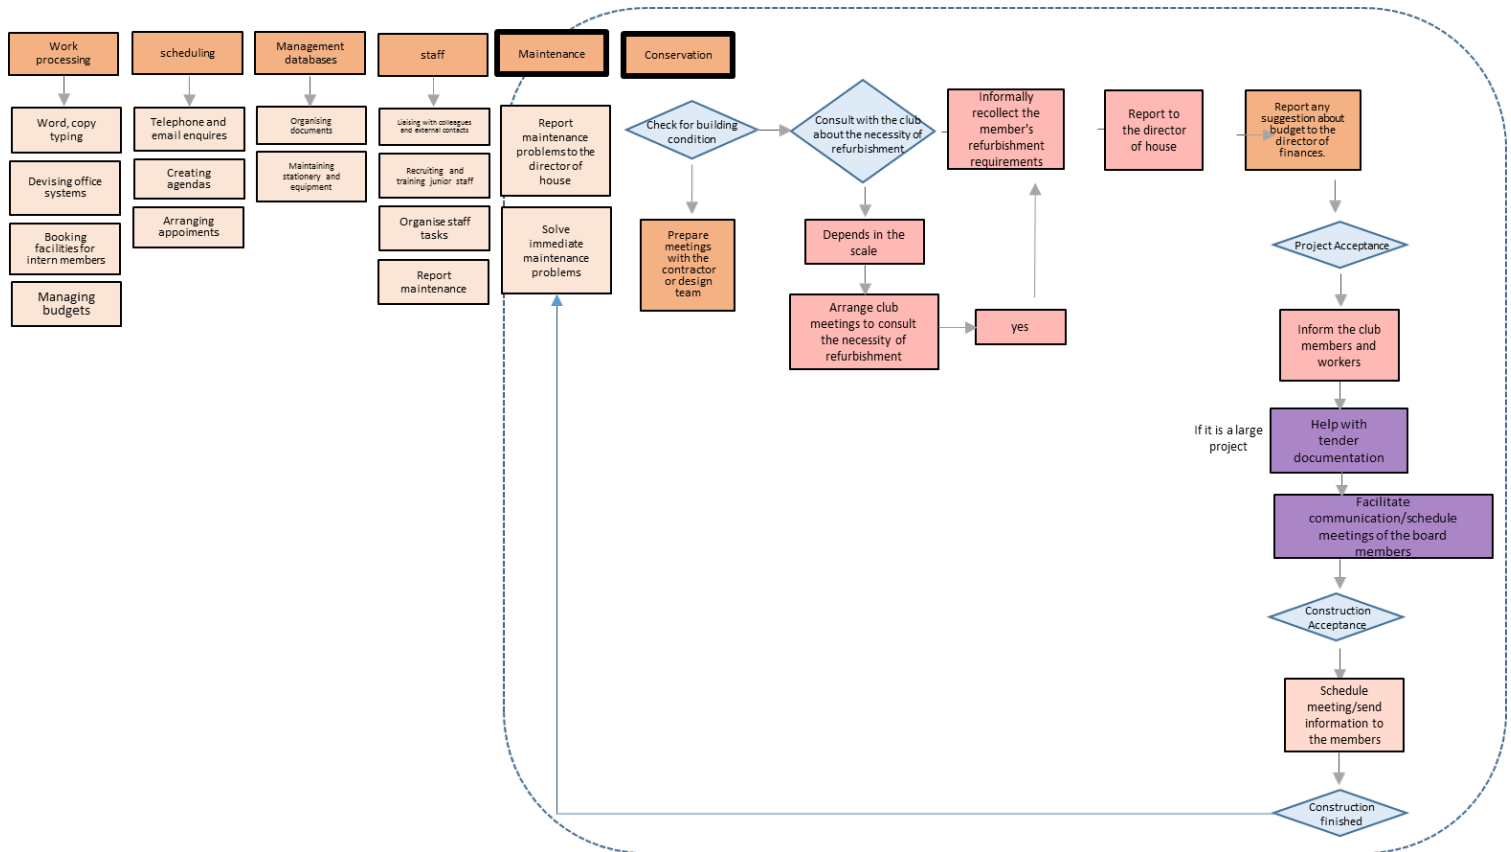 Work
processing
scheduling
Management
databases
staff
Maintenance
Conservation
Word, copy
typing
Devising office
systems
Booking
facilities for
intern members
Managing
budgets
Telephone and
email enquires
Creating
agendas
Arranging
appoiments
Organising
documents
Maintaining
stationery and
equipment
Liaising with colleagues
and external contacts
Recruiting and
training junior staff
Organise staff
tasks
Report
maintenance
Report
maintenance
problems to the
director of
house
Solve
immediate
maintenance
problems
Check for building
condition
Prepare
meetings
with the
contractor
or design
team
Consult with the club
about the necessity of
refurbishment
Depends in the
scale
Arrange club
meetings to consult
the necessity of
refurbishment
yes
Informally
recollect the
member's
refurbishment
requirements
Report to
the director
of house
Report any
suggestion about
budget to the
director of
finances.
Project Acceptance
Inform the club
members and
workers
If it is a large
project
Help with
tender
documentation
Facilitate
communication/schedule
meetings of the board
members
Construction
Acceptance
Schedule
meeting/send
information to
the members
Construction
finished